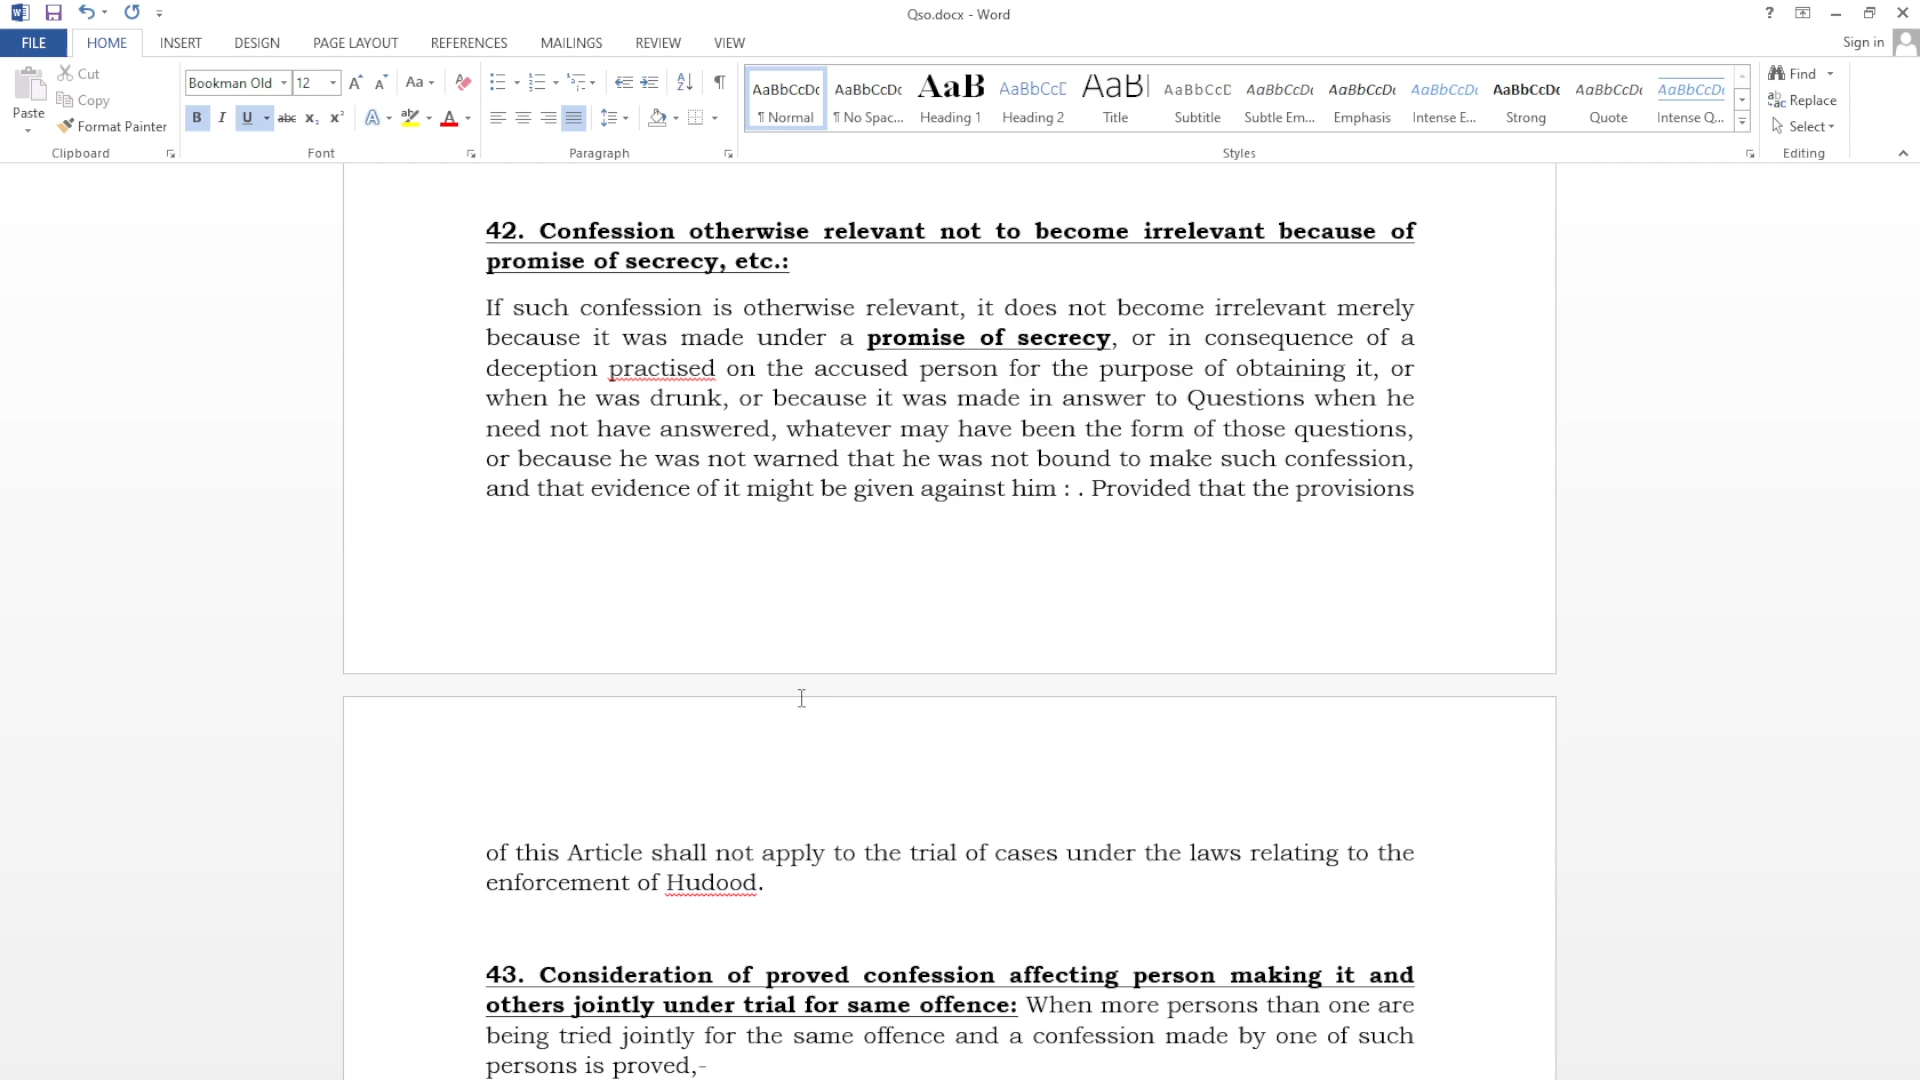 Qso.docx - Word
?
FILE HOME INSERT DESIGN PAGE LAYOUT REFERENCES MAILINGS REVIEW VIEW
Sign in
Paste
Cut
Copy
Format Painter
Clipboard
Bookman Old 12
Aa
B I U abc x₂ x²
A A
Font
¶
Paragraph
AaBbCcDc AaBbCcDc AaB AaBbCcC AaB AaBbCcD AaBbCcDc AaBbCcDc AaBbCcDc AaBbCcDc AaBbCcDc AaBbCcDc
¶ Normal ¶ No Spac... Heading 1 Heading 2 Title Subtitle Subtle Em... Emphasis Intense E... Strong Quote Intense Q...
Styles
Find
Replace
Select
Editing
42. Confession otherwise relevant not to become irrelevant because of
promise of secrecy, etc.:
If such confession is otherwise relevant, it does not become irrelevant merely
because it was made under a promise of secrecy, or in consequence of a
deception practised on the accused person for the purpose of obtaining it, or
when he was drunk, or because it was made in answer to Questions when he
need not have answered, whatever may have been the form of those questions,
or because he was not warned that he was not bound to make such confession,
and that evidence of it might be given against him : . Provided that the provisions
of this Article shall not apply to the trial of cases under the laws relating to the
enforcement of Hudood.
43. Consideration of proved confession affecting person making it and
others jointly under trial for same offence: When more persons than one are
being tried jointly for the same offence and a confession made by one of such
persons is proved,-